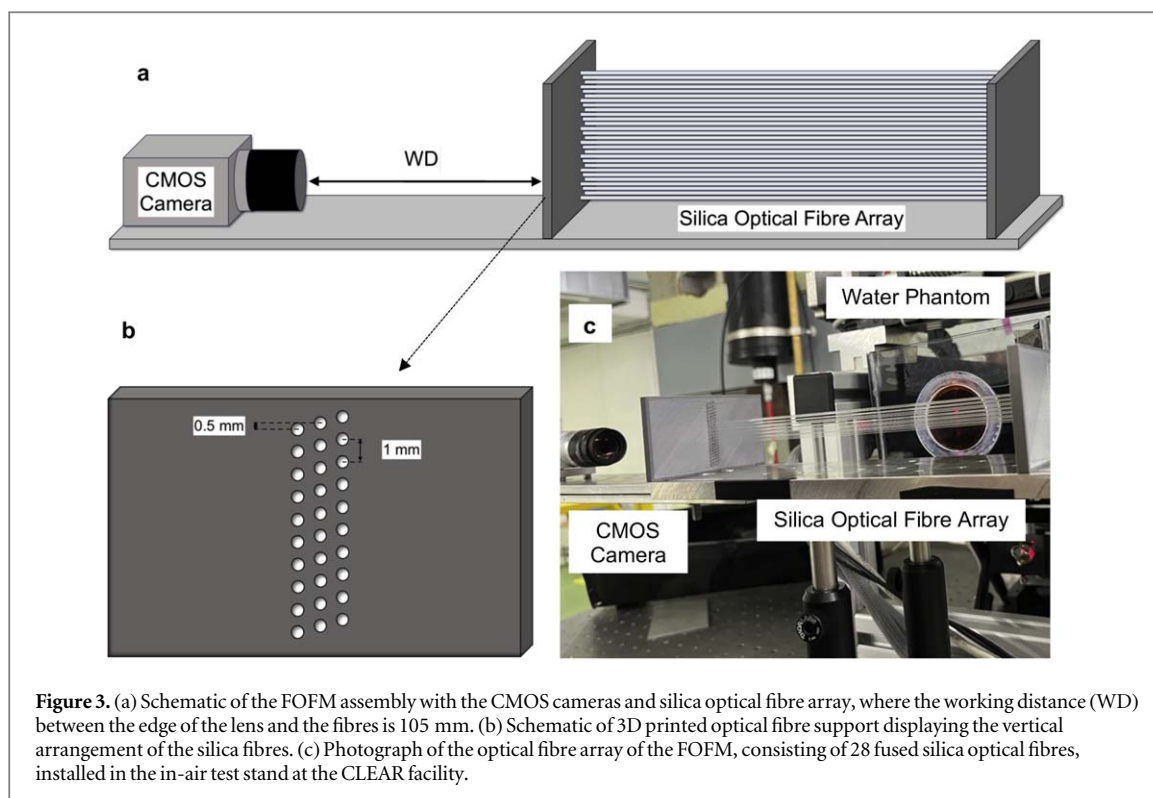 a
CMOS
Camera
WD
Silica Optical Fibre Array
b
0.5 mm
1 mm
c
Water Phantom
CMOS
Camera
Silica Optical Fibre Array
Figure 3. (a) Schematic of the FOFM assembly with the CMOS cameras and silica optical fibre array, where the working distance (WD)
between the edge of the lens and the fibres is 105 mm. (b) Schematic of 3D printed optical fibre support displaying the vertical
arrangement of the silica fibres. (c) Photograph of the optical fibre array of the FOFM, consisting of 28 fused silica optical fibres,
installed in the in-air test stand at the CLEAR facility.